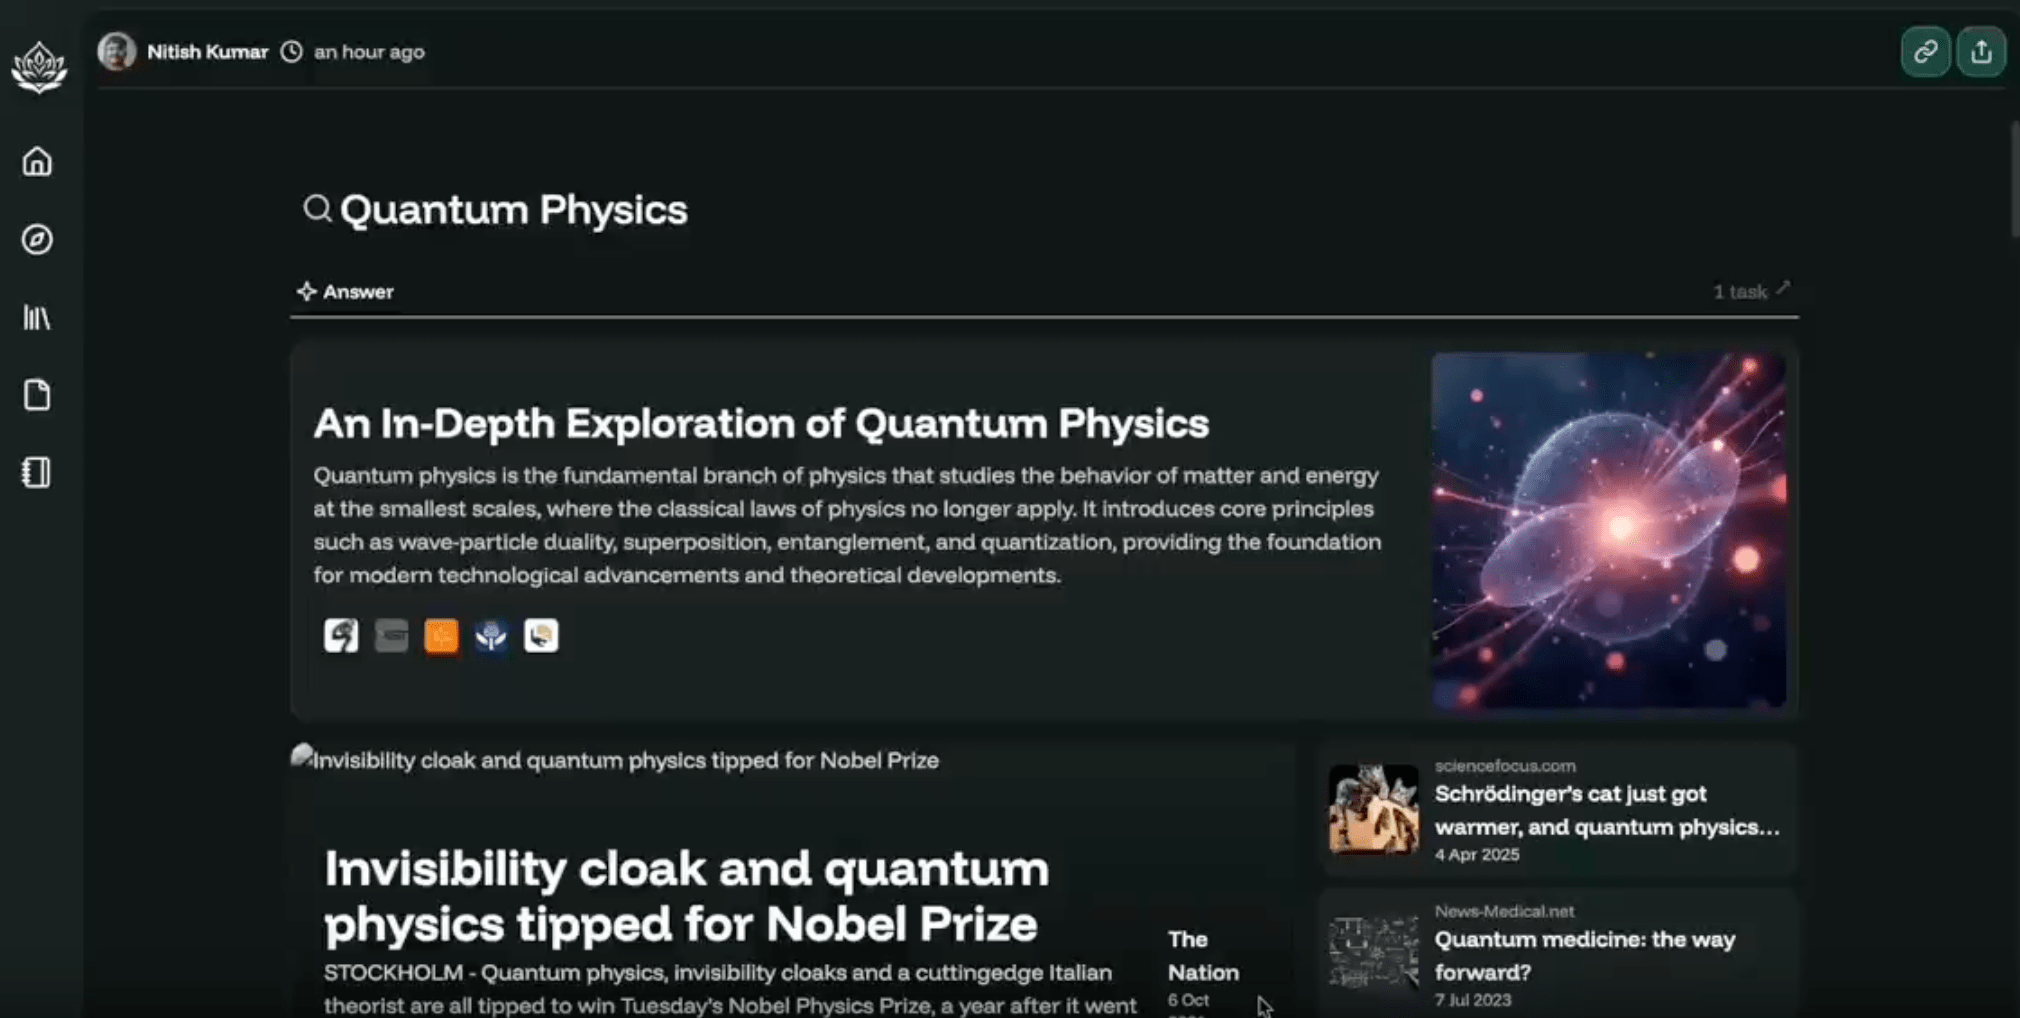 Nitish Kumar an hour ago
Quantum Physics
Answer
1 task
An In-Depth Exploration of Quantum Physics
Quantum physics is the fundamental branch of physics that studies the behavior of matter and energy
at the smallest scales, where the classical laws of physics no longer apply. It introduces core principles
such as wave-particle duality, superposition, entanglement, and quantization, providing the foundation
for modern technological advancements and theoretical developments.
Invisibility cloak and quantum physics tipped for Nobel Prize
Invisibility cloak and quantum
physics tipped for Nobel Prize
STOCKHOLM - Quantum physics, invisibility cloaks and a cuttingedge Italian
theorist are all tipped to win Tuesday's Nobel Physics Prize, a year after it went
The
Nation
6 Oct
sciencefocus.com
Schrödinger's cat just got
warmer, and quantum physics...
4 Apr 2025
News-Medical.net
Quantum medicine: the way
forward?
7 Jul 2023